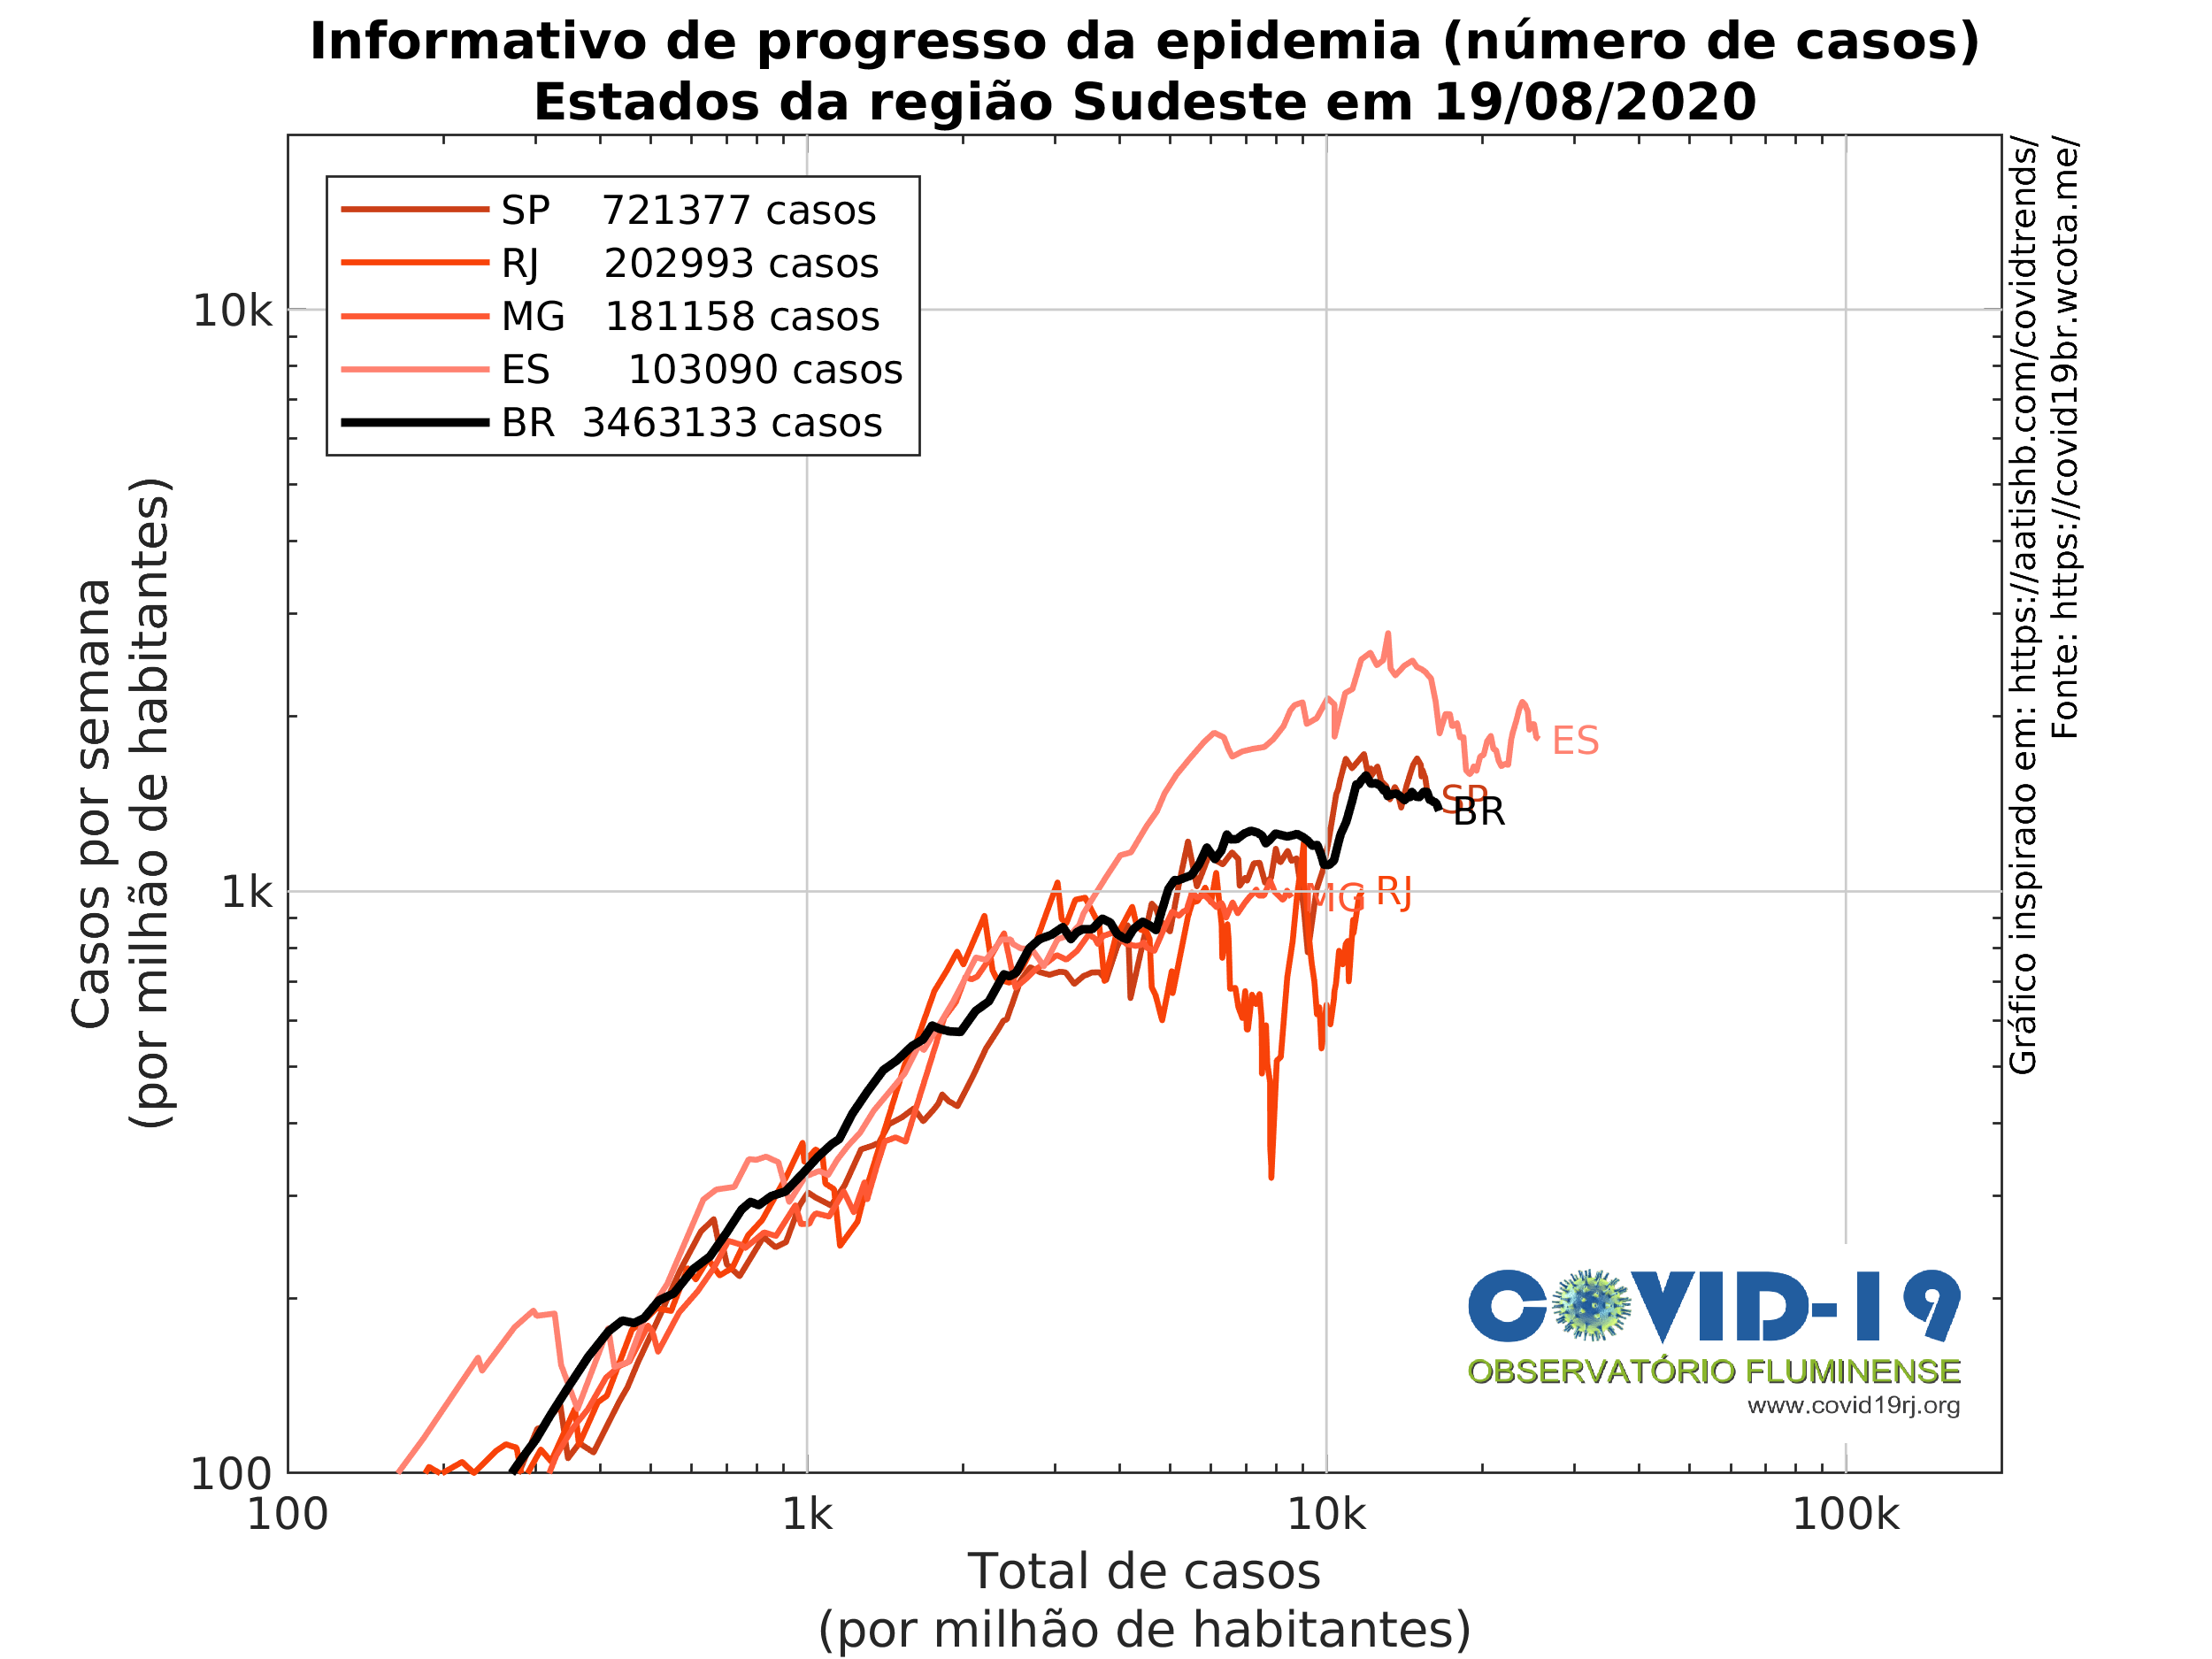 Informativo de progresso da epidemia (número de casos)
Estados da região Sudeste em 19/08/2020
SP 721377 casos
RJ 202993 casos
MG 181158 casos
ES 103090 casos
BR 3463133 casos
10k
1k
100
Casos por semana
(por milhão de habitantes)
ES
SP
BR
MG
RJ
Gráfico inspirado em: https://aatishb.com/covidtrends/
Fonte: https://covid19br.wcota.me/
COVID-19
OBSERVATÓRIO FLUMINENSE
www.covid19rj.org
100
1k
10k
100k
Total de casos
(por milhão de habitantes)